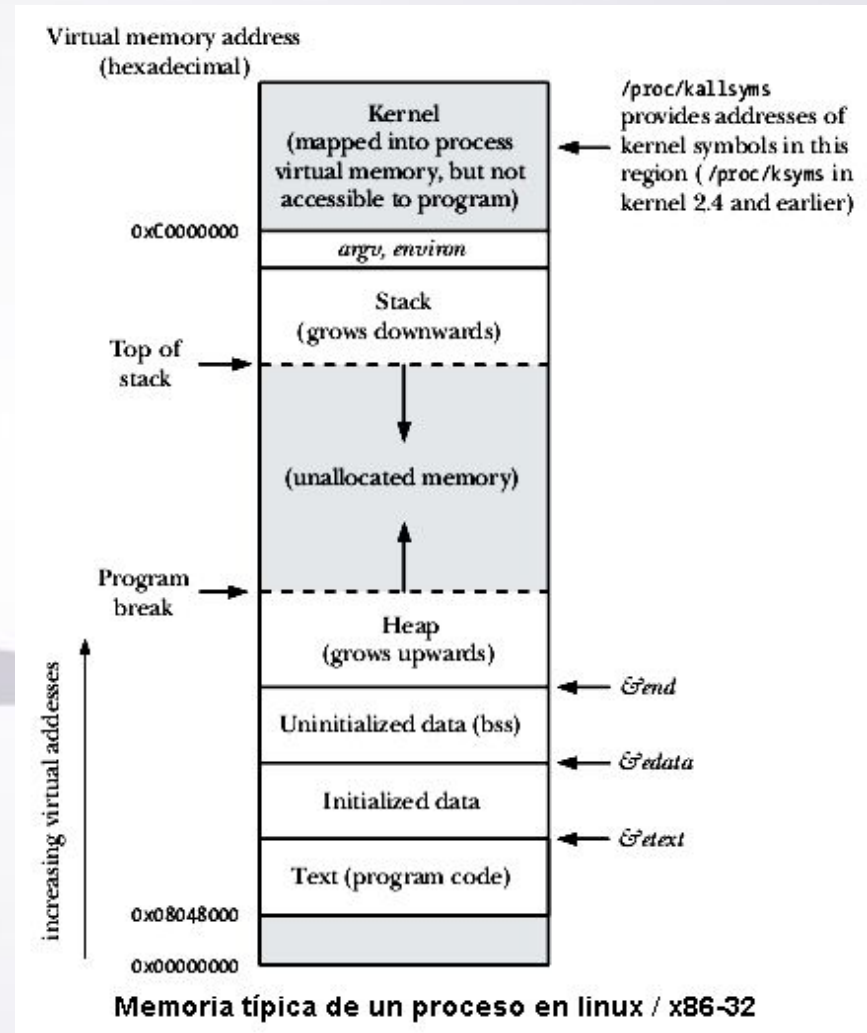 Virtual memory address
(hexadecimal)
Kernel
(mapped into process
virtual memory, but not
accessible to program)
/proc/kallsyms
provides addresses of
kernel symbols in this
region ( /proc/ksyms in
kernel 2.4 and earlier)
0xC0000000
argv, environ
Stack
(grows downwards)
Top of
stack
(unallocated memory)
Program
break
Heap
(grows upwards)
&end
Uninitialized data (bss)
&edata
Initialized data
&etext
Text (program code)
0x08048000
0x00000000
increasing virtual addesses
Memoria típica de un proceso en linux / x86-32